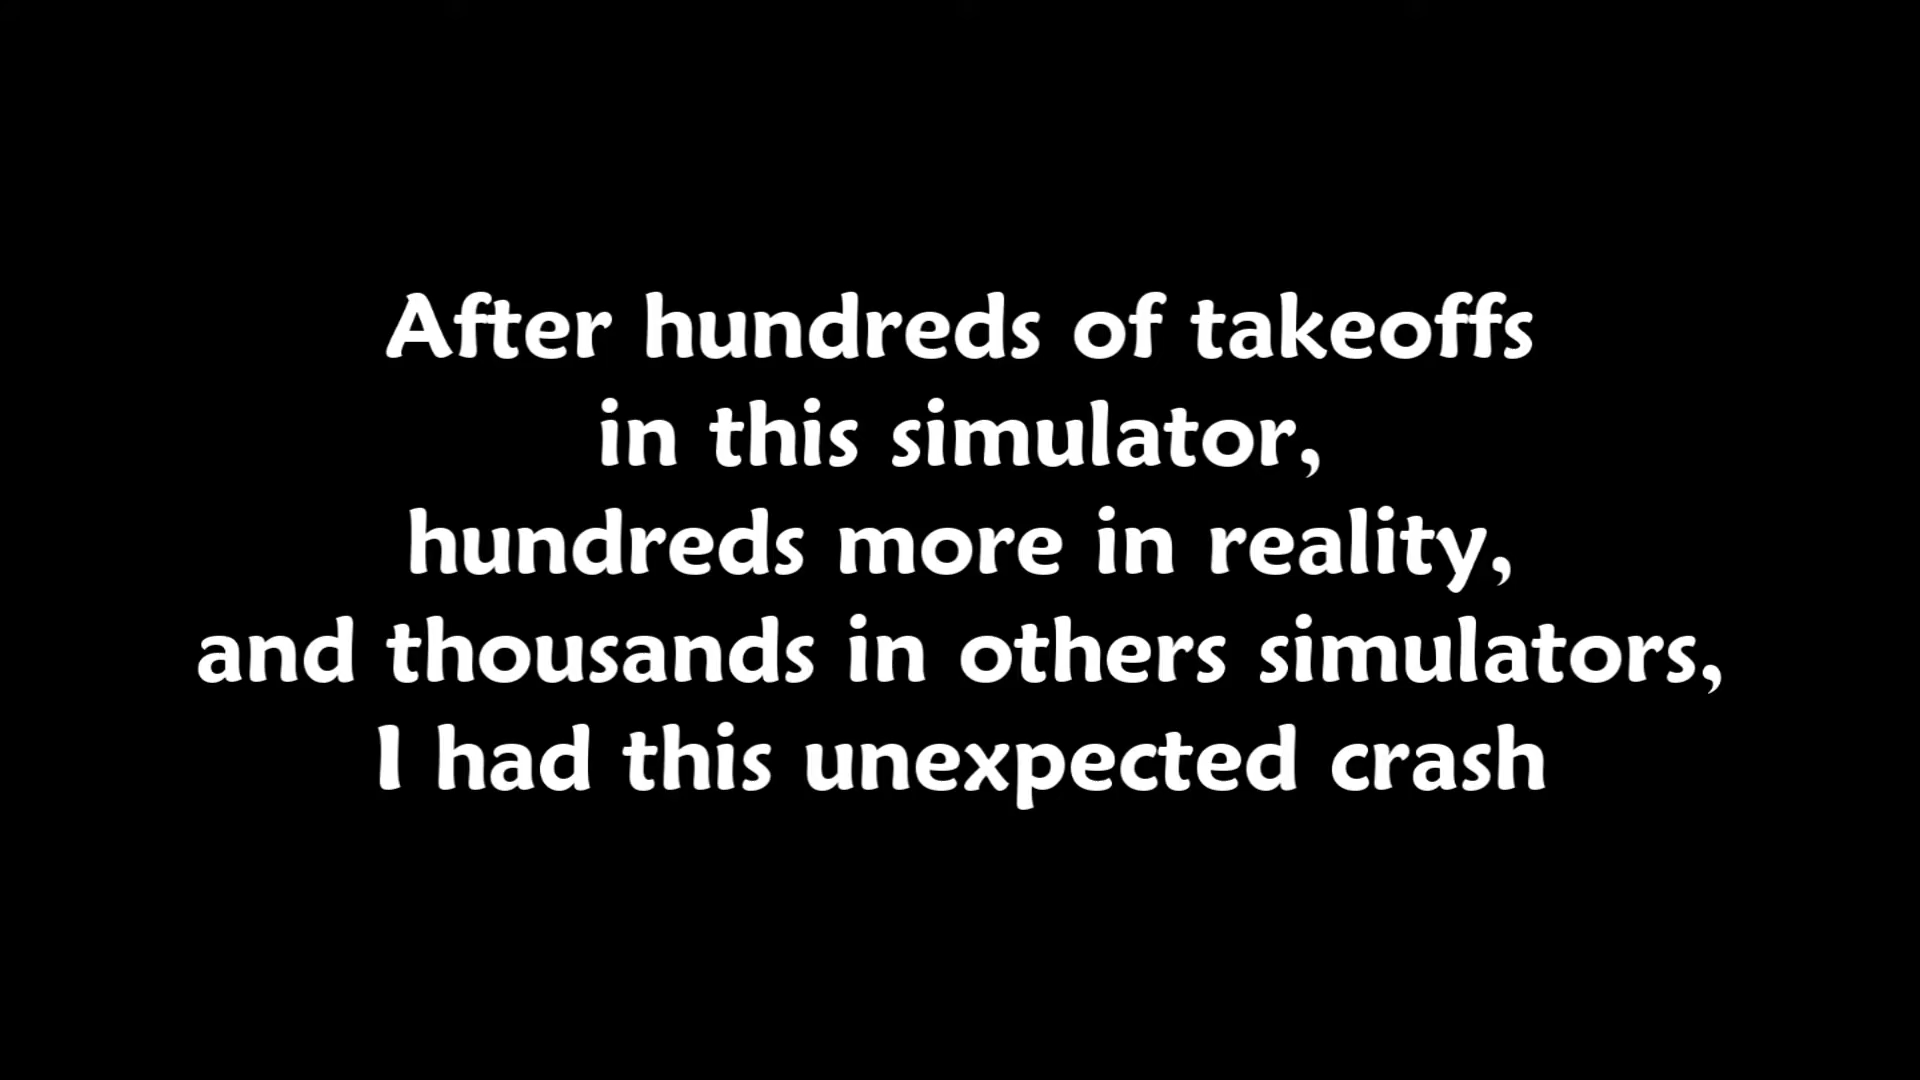 After hundreds of takeoffs
in this simulator,
hundreds more in reality,
and thousands in others simulators,
I had this unexpected crash